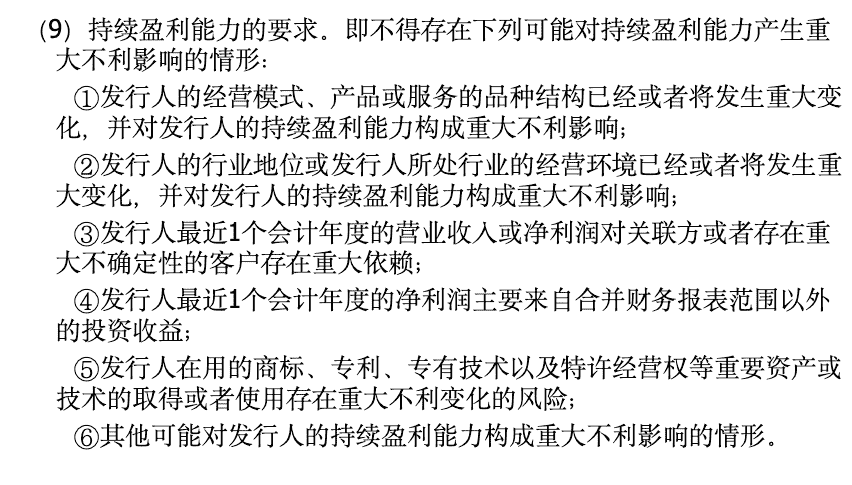 （9）持续盈利能力的要求。即不得存在下列可能对持续盈利能力产生重
大不利影响的情形：
①发行人的经营模式、产品或服务的品种结构已经或者将发生重大变
化，并对发行人的持续盈利能力构成重大不利影响；
②发行人的行业地位或发行人所处行业的经营环境已经或者将发生重
大变化，并对发行人的持续盈利能力构成重大不利影响；
③发行人最近1个会计年度的营业收入或净利润对关联方或者存在重
大不确定性的客户存在重大依赖；
④发行人最近1个会计年度的净利润主要来自合并财务报表范围以外
的投资收益；
⑤发行人在用的商标、专利、专有技术以及特许经营权等重要资产或
技术的取得或者使用存在重大不利变化的风险；
⑥其他可能对发行人的持续盈利能力构成重大不利影响的情形。